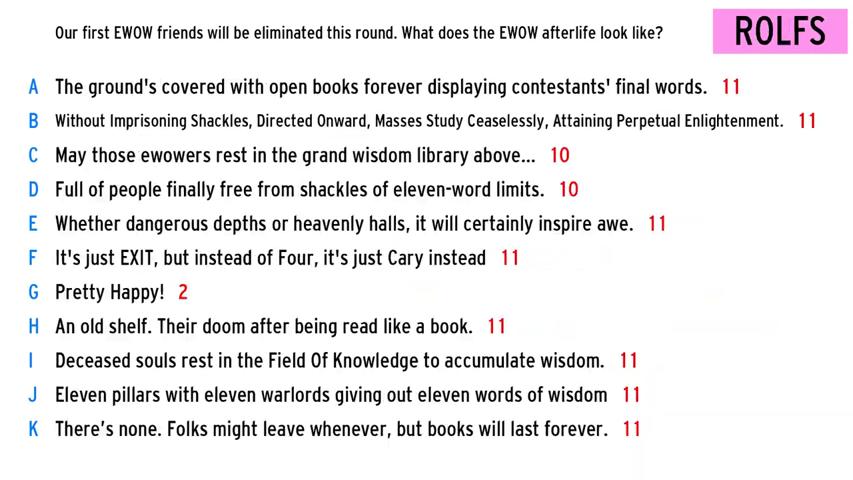 Our first EWOW friends will be eliminated this round. What does the EWOW afterlife look like?
ROLFS
A The ground's covered with open books forever displaying contestants' final words. 11
B Without Imprisoning Shackles, Directed Onward, Masses Study Ceaselessly, Attaining Perpetual Enlightenment. 11
C May those ewowers rest in the grand wisdom library above... 10
D Full of people finally free from shackles of eleven-word limits. 10
E Whether dangerous depths or heavenly halls, it will certainly inspire awe. 11
F It's just EXIT, but instead of Four, it's just Cary instead 11
G Pretty Happy! 2
H An old shelf. Their doom after being read like a book. 11
I Deceased souls rest in the Field Of Knowledge to accumulate wisdom. 11
J Eleven pillars with eleven warlords giving out eleven words of wisdom 11
K There's none. Folks might leave whenever, but books will last forever. 11